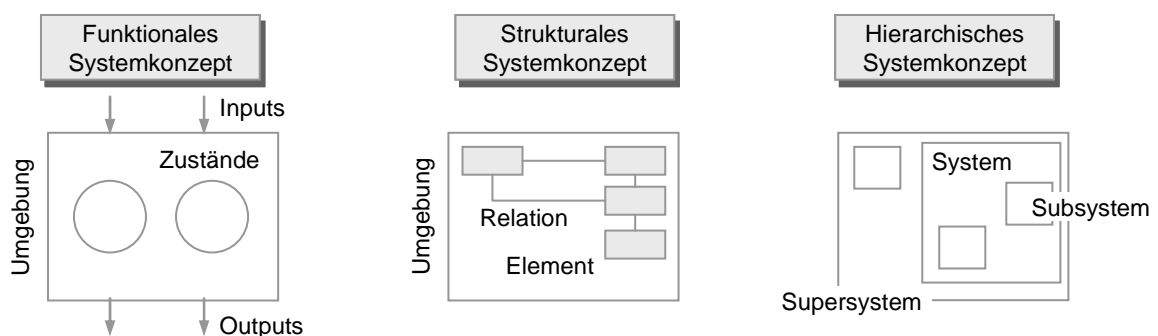 Funktionales
Systemkonzept
Inputs
Zustände
Umgebung
Outputs
Strukturales
Systemkonzept
Umgebung
Relation
Element
Hierarchisches
Systemkonzept
System
Subsystem
Supersystem